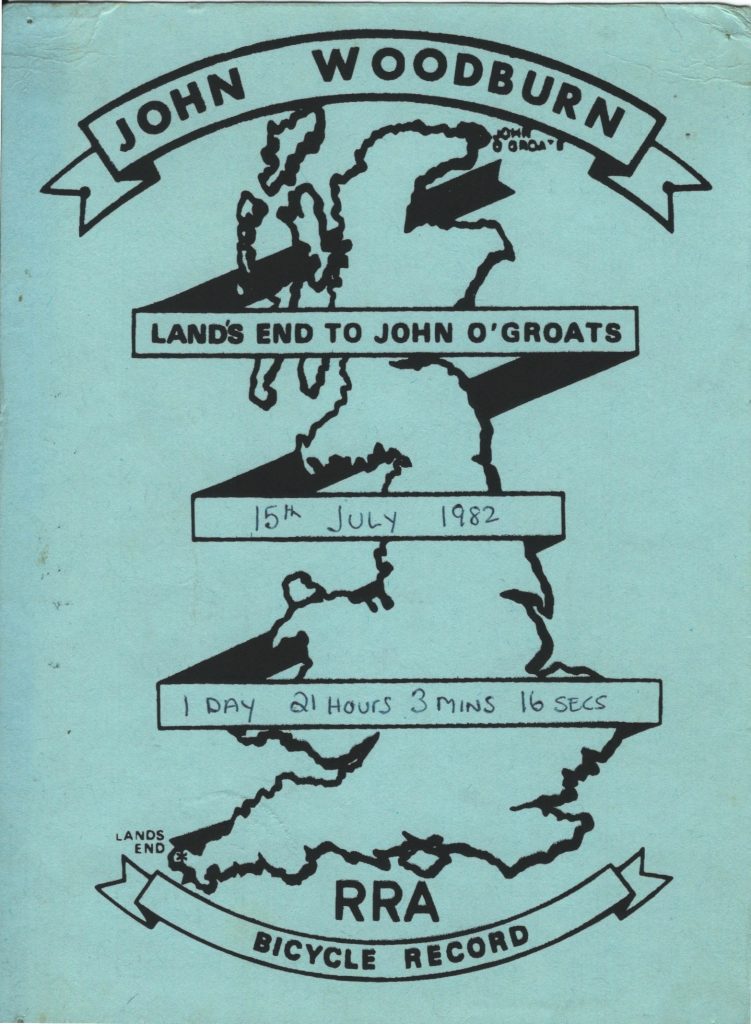 JOHN WOODBURN
JOHN
O'GROATS
LAND'S END TO JOHN O'GROATS
15th JULY 1982
1 DAY 21 HOURS 3 MINS 16 SECS
LANDS
END
RRA
BICYCLE RECORD